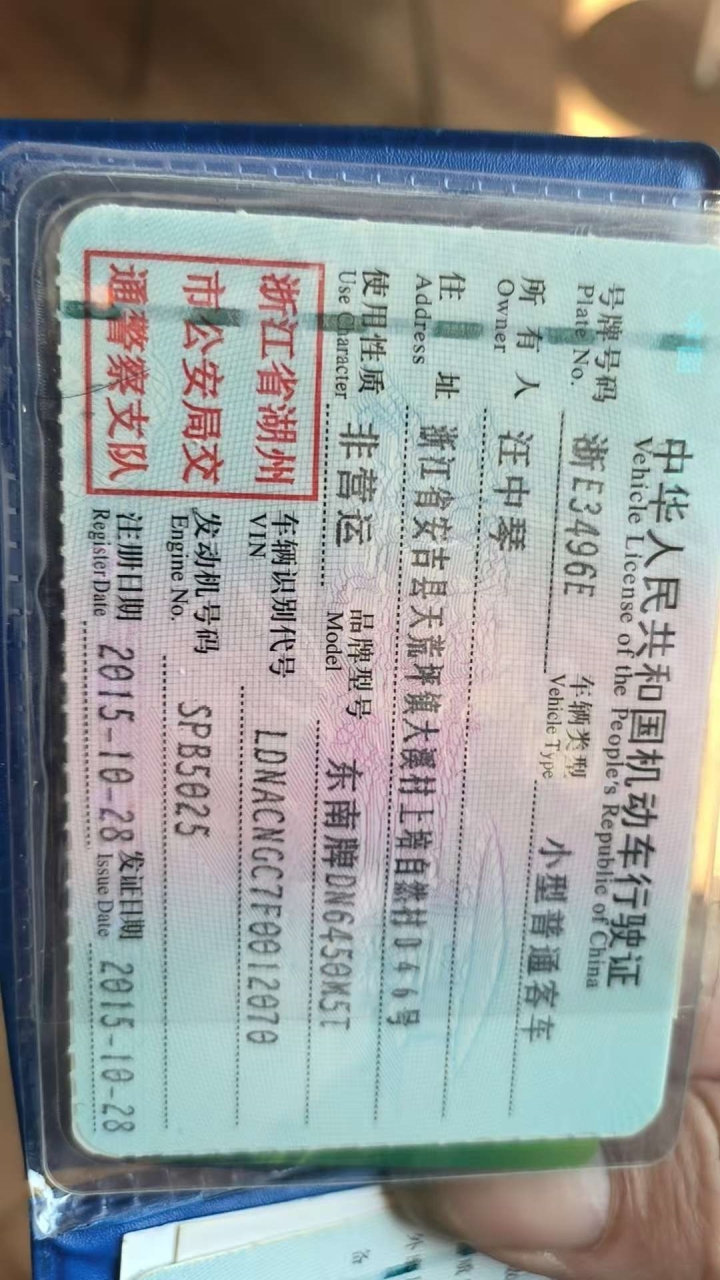 中华人民共和国机动车行驶证
Vehicle License of the People's Republic of China
号牌号码 浙E3496E 车辆类型 小型普通客车
Plate No. Vehicle Type
所有人 汪中琴
Owner
住址 浙江省安吉县天荒坪镇大溪村上培自然村046号
Address
使用性质 非营运 品牌型号 东南牌DN6450M5T
Use Character Model
浙江省湖州
市公安局交
通警察支队
车辆识别代号 LDNACNGC7F0012070
VIN
发动机号码 SPB5025
Engine No.
注册日期 2015-10-28 发证日期 2015-10-28
Register Date Issue Date